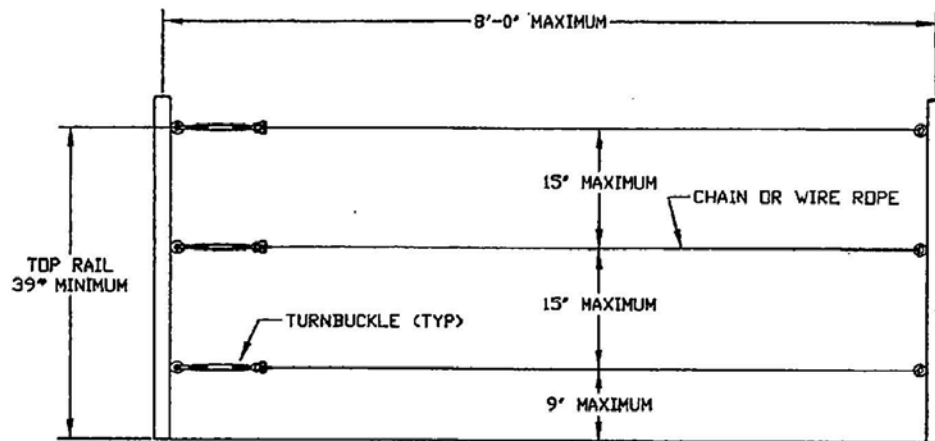 8'-0" MAXIMUM
15" MAXIMUM
CHAIN OR WIRE ROPE
TOP RAIL
39" MINIMUM
15" MAXIMUM
TURNBUCKLE (TYP)
9" MAXIMUM